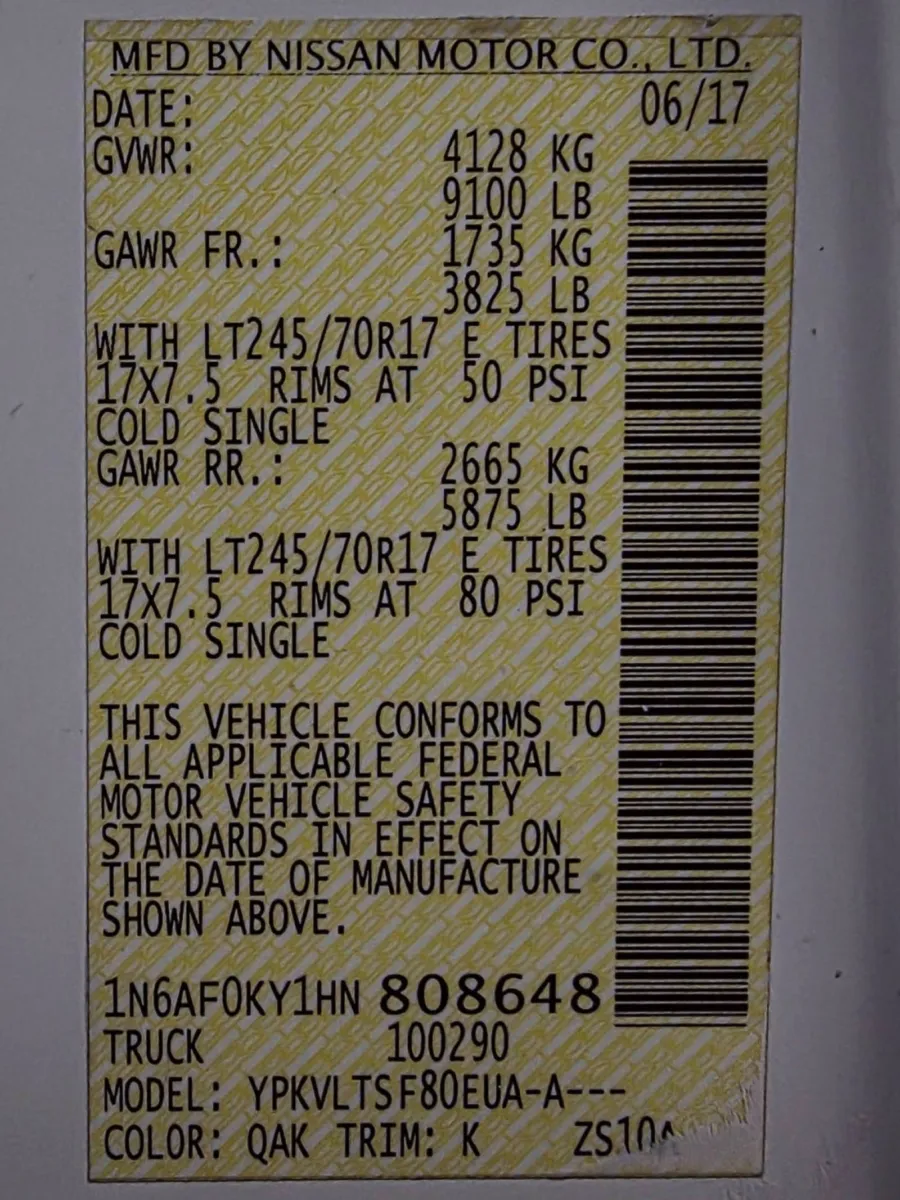 MFD BY NISSAN MOTOR CO., LTD.
DATE: 06/17
GVWR: 4128 KG
9100 LB
GAWR FR.: 1735 KG
3825 LB
WITH LT245/70R17 E TIRES
17X7.5 RIMS AT 50 PSI
COLD SINGLE
GAWR RR.: 2665 KG
5875 LB
WITH LT245/70R17 E TIRES
17X7.5 RIMS AT 80 PSI
COLD SINGLE
THIS VEHICLE CONFORMS TO
ALL APPLICABLE FEDERAL
MOTOR VEHICLE SAFETY
STANDARDS IN EFFECT ON
THE DATE OF MANUFACTURE
SHOWN ABOVE.
1N6AF0KY1HN 808648
TRUCK 100290
MODEL: YPKVLTSF80EUA-A---
COLOR: QAK TRIM: K